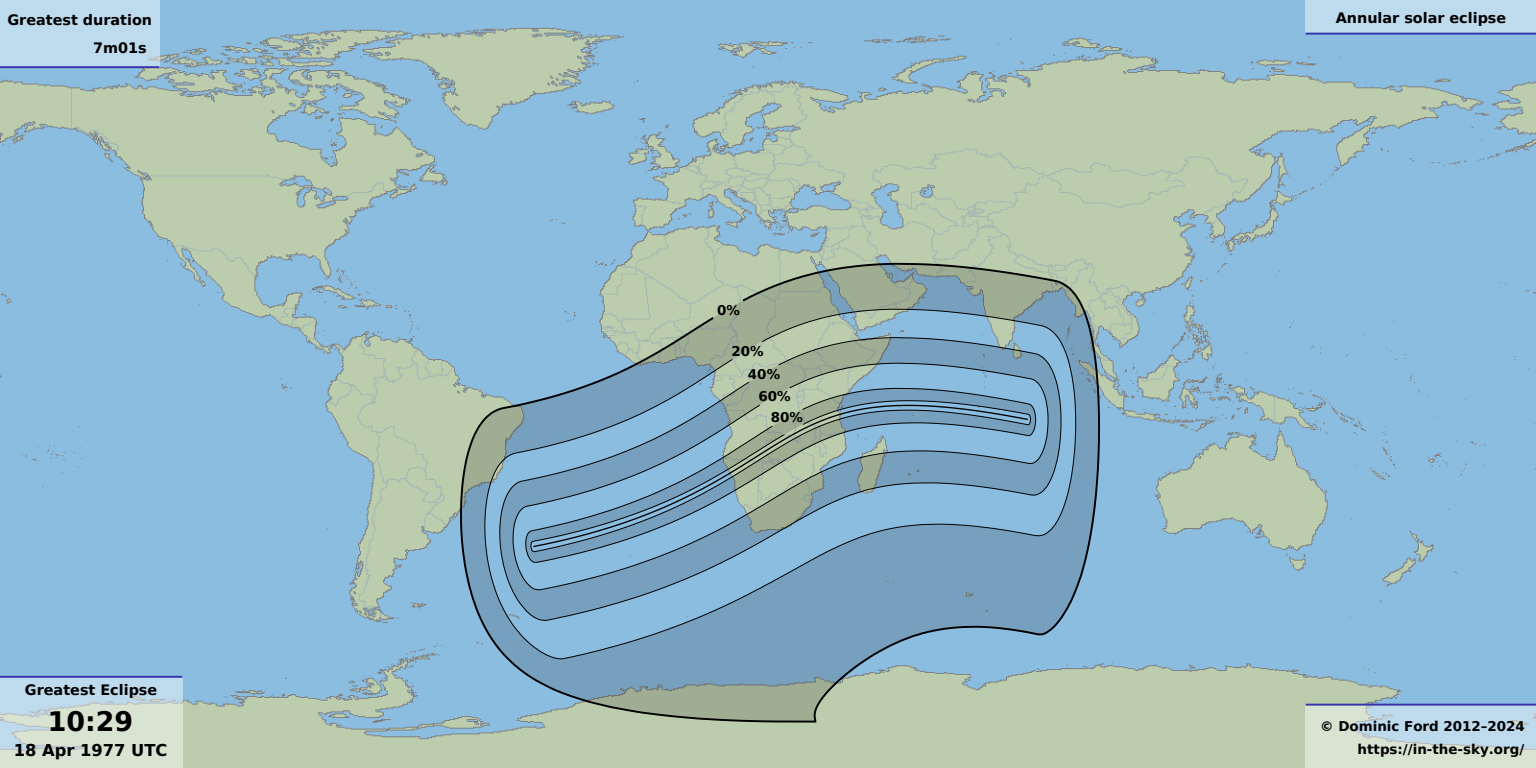 Greatest duration
7m01s
Annular solar eclipse
0%
20%
40%
60%
80%
Greatest Eclipse
10:29
18 Apr 1977 UTC
© Dominic Ford 2012–2024
https://in-the-sky.org/